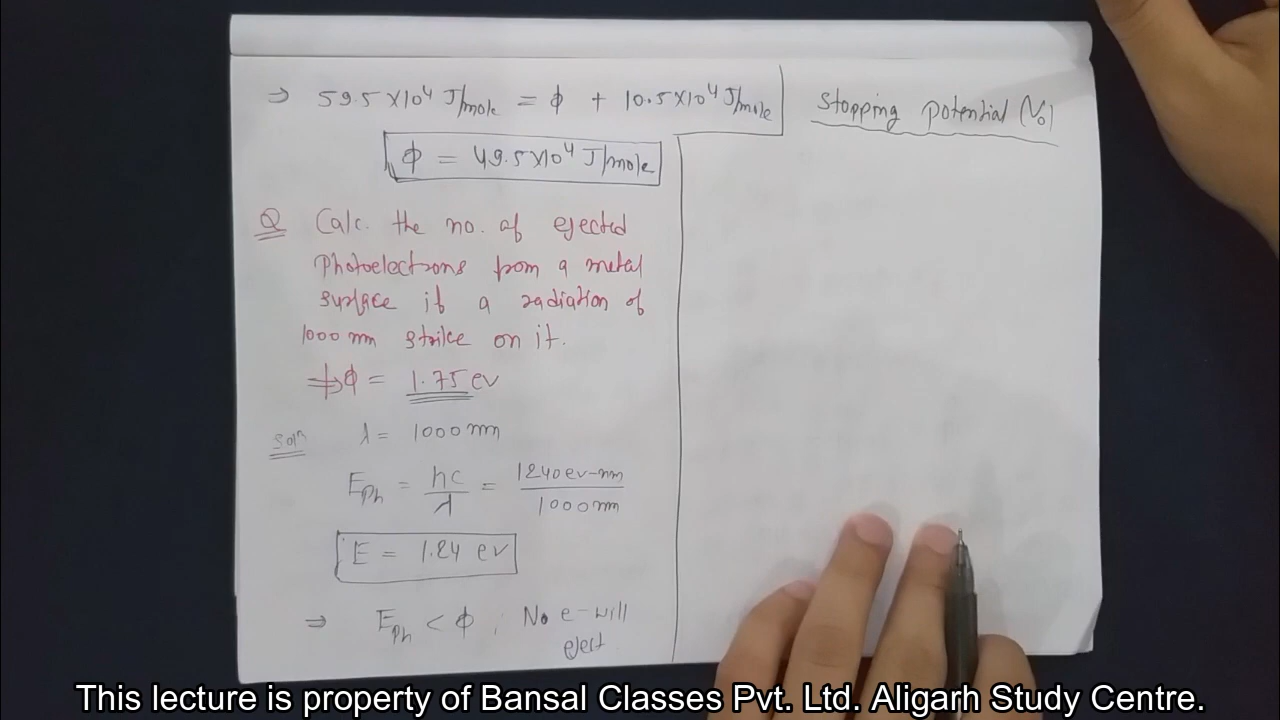 ⇒ 59.5×10⁴ J/mole = ϕ + 10.5×10⁴ J/mole
ϕ = 49.5×10⁴ J/mole
Q Calc. the no. of ejected
Photoelectrons from a metal
surface if a radiation of
1000 nm strike on it.
⇒ ϕ = 1.75 ev
Solⁿ λ = 1000 nm
E_Ph = hc/λ = 1240 ev-nm/1000 nm
E = 1.24 ev
⇒ E_Ph < ϕ ; No e- will
eject
Stopping potential (V₀)
This lecture is property of Bansal Classes Pvt. Ltd. Aligarh Study Centre.